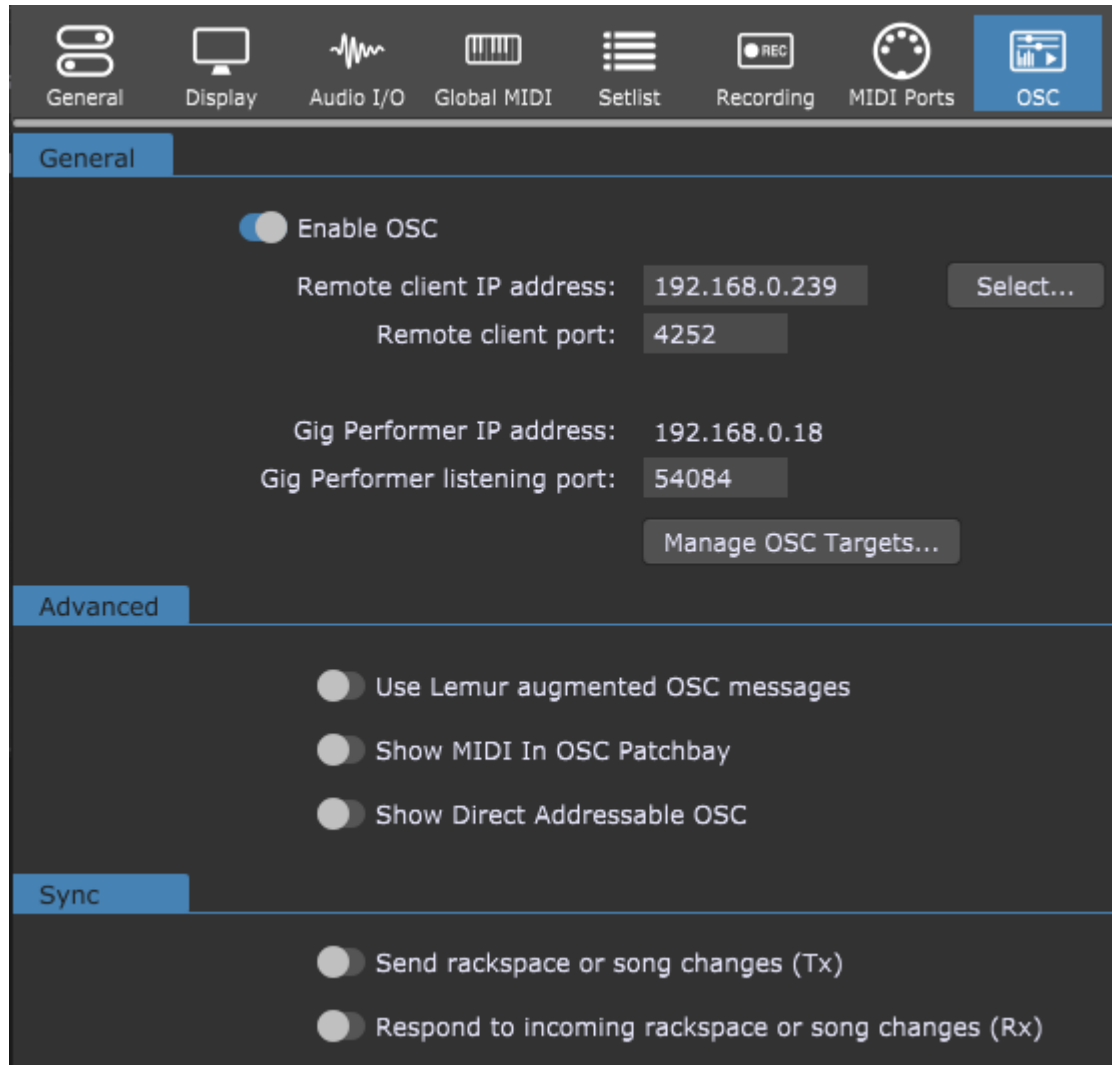 REC
General Display Audio I/O Global MIDI Setlist Recording MIDI Ports OSC
General
Enable OSC
Remote client IP address: 192.168.0.239 Select...
Remote client port: 4252
Gig Performer IP address: 192.168.0.18
Gig Performer listening port: 54084
Manage OSC Targets...
Advanced
Use Lemur augmented OSC messages
Show MIDI In OSC Patchbay
Show Direct Addressable OSC
Sync
Send rackspace or song changes (Tx)
Respond to incoming rackspace or song changes (Rx)